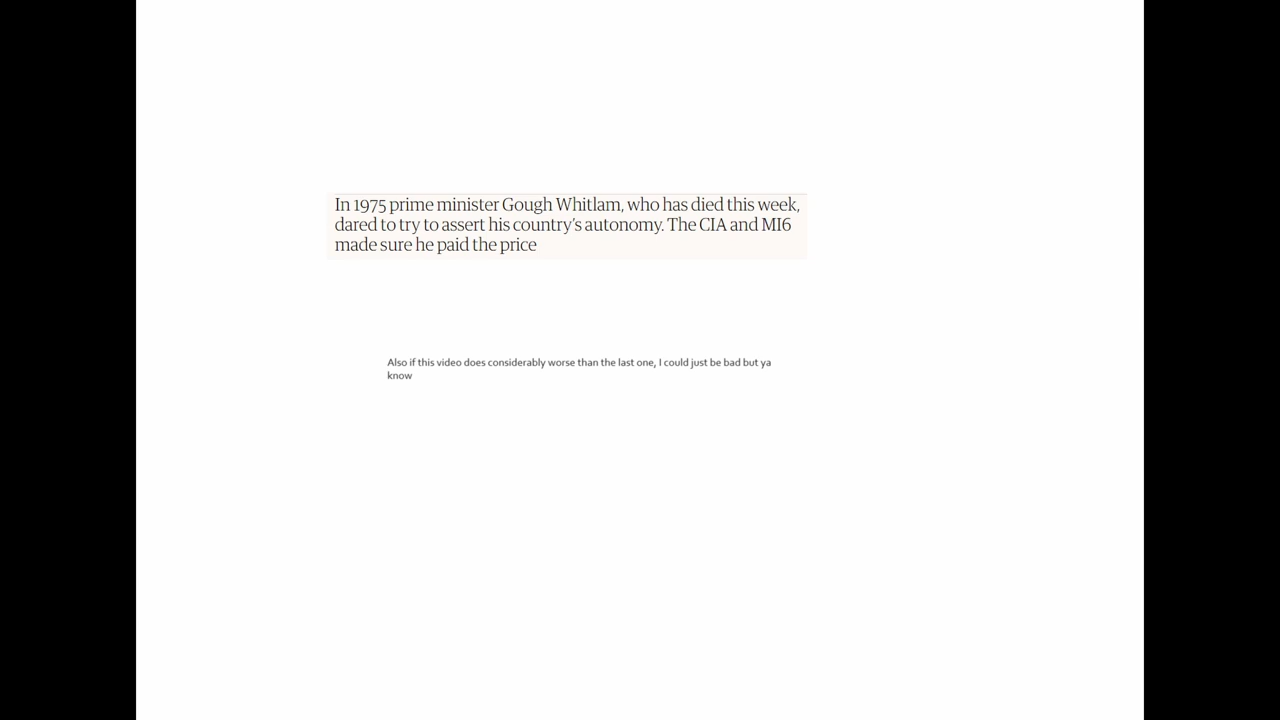 In 1975 prime minister Gough Whitlam, who has died this week,
dared to try to assert his country's autonomy. The CIA and MI6
made sure he paid the price
Also if this video does considerably worse than the last one, I could just be bad but ya
know